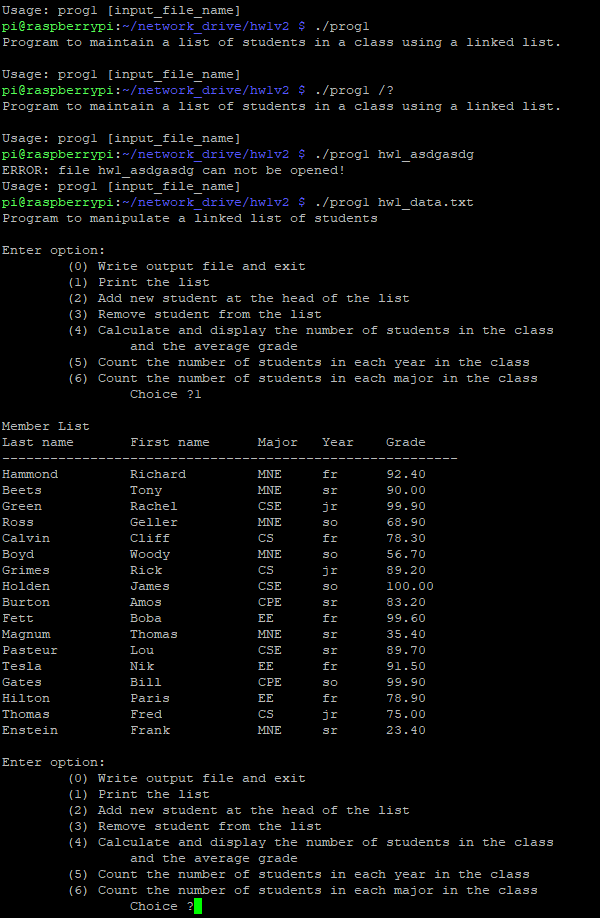 Usage: prog1 [input_file_name]
pi@raspberrypi:~/network_drive/hw1v2 $ ./prog1
Program to maintain a list of students in a class using a linked list.
Usage: prog1 [input_file_name]
pi@raspberrypi:~/network_drive/hw1v2 $ ./prog1 /?
Program to maintain a list of students in a class using a linked list.
Usage: prog1 [input_file_name]
pi@raspberrypi:~/network_drive/hw1v2 $ ./prog1 hw1_asdgasdg
ERROR: file hw1_asdgasdg can not be opened!
Usage: prog1 [input_file_name]
pi@raspberrypi:~/network_drive/hw1v2 $ ./prog1 hw1_data.txt
Program to manipulate a linked list of students
Enter option:
(0) Write output file and exit
(1) Print the list
(2) Add new student at the head of the list
(3) Remove student from the list
(4) Calculate and display the number of students in the class
and the average grade
(5) Count the number of students in each year in the class
(6) Count the number of students in each major in the class
Choice ?1
Member List
Last name First name Major Year Grade
---------------------------------------------------------
Hammond Richard MNE fr 92.40
Beets Tony MNE sr 90.00
Green Rachel CSE jr 99.90
Ross Geller MNE so 68.90
Calvin Cliff CS fr 78.30
Boyd Woody MNE so 56.70
Grimes Rick CS jr 89.20
Holden James CSE so 100.00
Burton Amos CPE sr 83.20
Fett Boba EE fr 99.60
Magnum Thomas MNE sr 35.40
Pasteur Lou CSE sr 89.70
Tesla Nik EE fr 91.50
Gates Bill CPE so 99.90
Hilton Paris EE fr 78.90
Thomas Fred CS jr 75.00
Enstein Frank MNE sr 23.40
Enter option:
(0) Write output file and exit
(1) Print the list
(2) Add new student at the head of the list
(3) Remove student from the list
(4) Calculate and display the number of students in the class
and the average grade
(5) Count the number of students in each year in the class
(6) Count the number of students in each major in the class
Choice ?